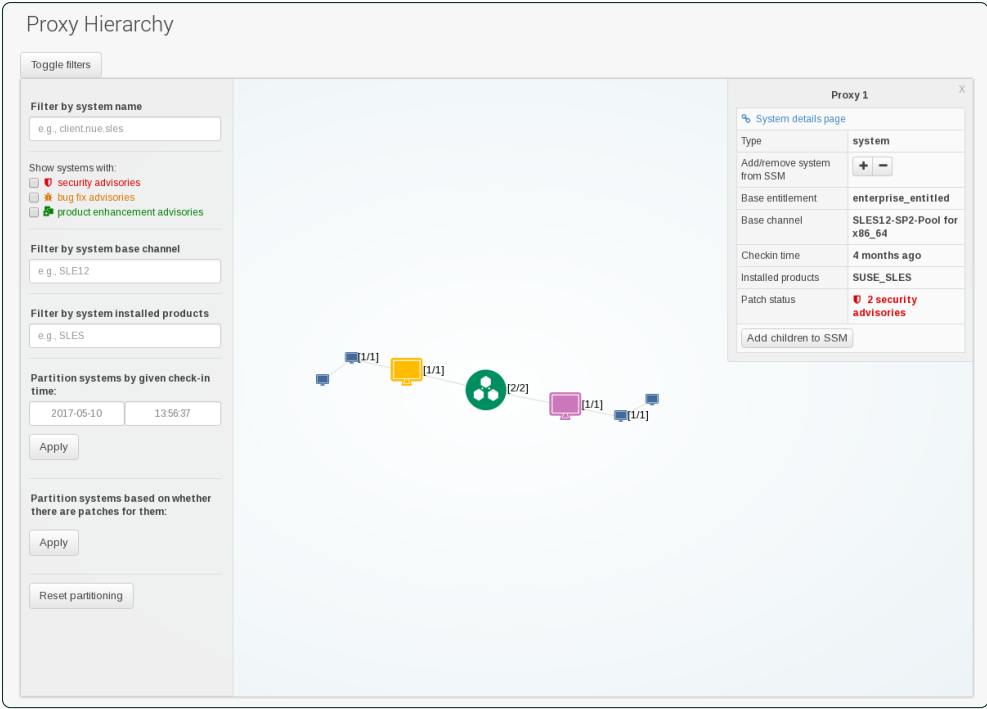 Proxy Hierarchy
Toggle filters
Filter by system name
e.g., client.nue.sles
Show systems with:
security advisories
bug fix advisories
product enhancement advisories
Filter by system base channel
e.g., SLE12
Filter by system installed products
e.g., SLES
Partition systems by given check-in
time:
2017-05-10 13:56:37
Apply
Partition systems based on whether
there are patches for them:
Apply
Reset partitioning
[1/1]
[1/1]
[2/2]
[1/1]
[1/1]
X
Proxy 1
System details page
Type system
Add/remove system
from SSM
Base entitlement enterprise_entitled
Base channel SLES12-SP2-Pool for
x86_64
Checkin time 4 months ago
Installed products SUSE_SLES
Patch status 2 security
advisories
Add children to SSM